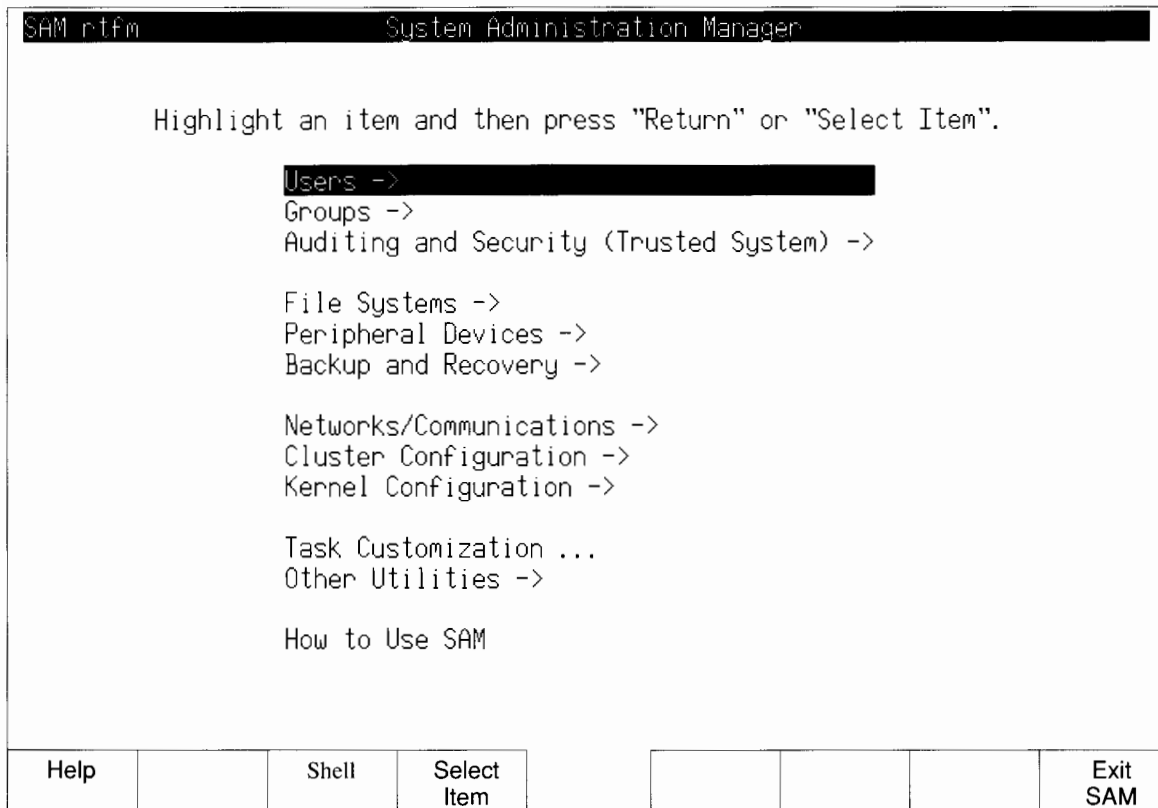 SAM rtfm System Administration Manager
Highlight an item and then press "Return" or "Select Item".
Users ->
Groups ->
Auditing and Security (Trusted System) ->
File Systems ->
Peripheral Devices ->
Backup and Recovery ->
Networks/Communications ->
Cluster Configuration ->
Kernel Configuration ->
Task Customization ...
Other Utilities ->
How to Use SAM
Help Shell Select Item Exit SAM